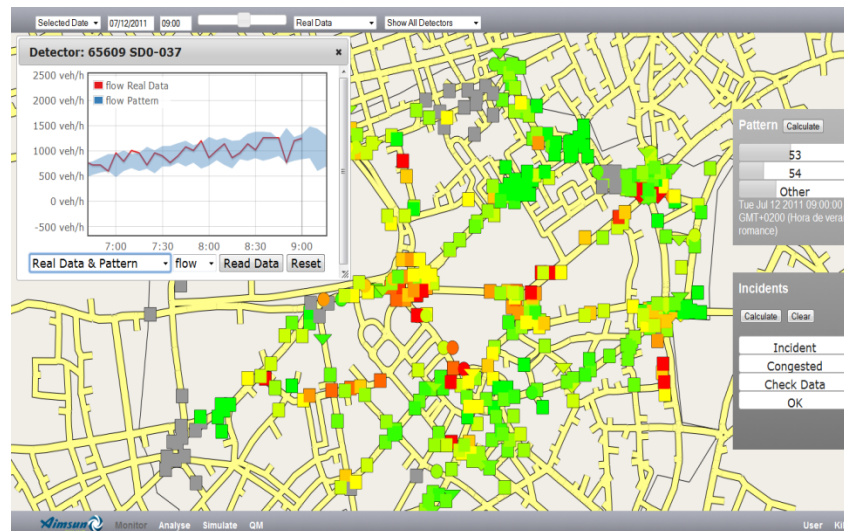 Selected Date 07/12/2011 09:00 Real Data Show All Detectors
Detector: 65609 SD0-037 ×
2500 veh/h
2000 veh/h
1500 veh/h
1000 veh/h
500 veh/h
0 veh/h
-500 veh/h
flow Real Data
flow Pattern
7:00 7:30 8:00 8:30 9:00
Real Data & Pattern flow Read Data Reset
Pattern Calculate
53
54
Other
Tue Jul 12 2011 09:00:00
GMT+0200 (Hora de vera
romance)
Incidents
Calculate Clear
Incident
Congested
Check Data
OK
Aimsun Monitor Analyse Simulate QM User Ki